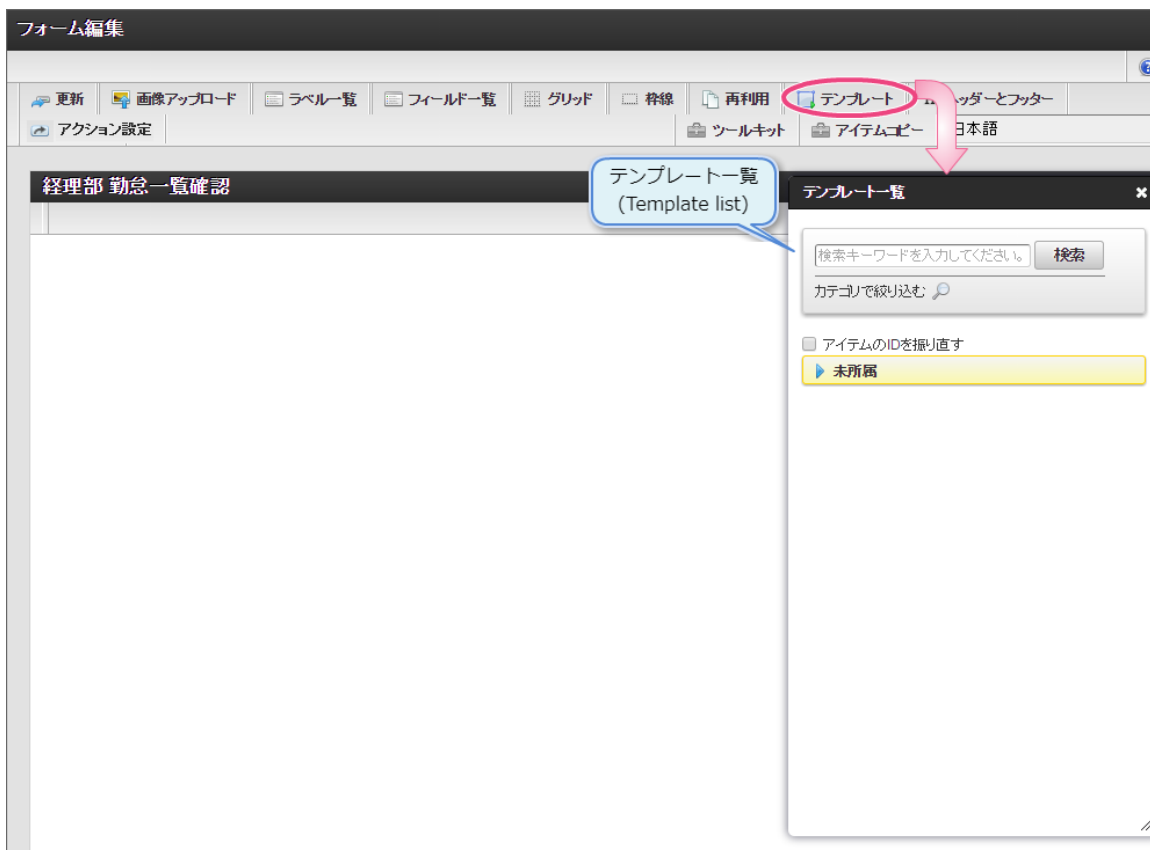 フォーム編集
更新 画像アップロード ラベル一覧 フィールド一覧 グリッド 枠線 再利用 テンプレート ッダーとフッター
アクション設定 ツールキット アイテムコピー 日本語
経理部 勤怠一覧確認
テンプレート一覧
(Template list)
テンプレート一覧
検索キーワードを入力してください。 検索
カテゴリで絞り込む
アイテムのIDを振り直す
未所属